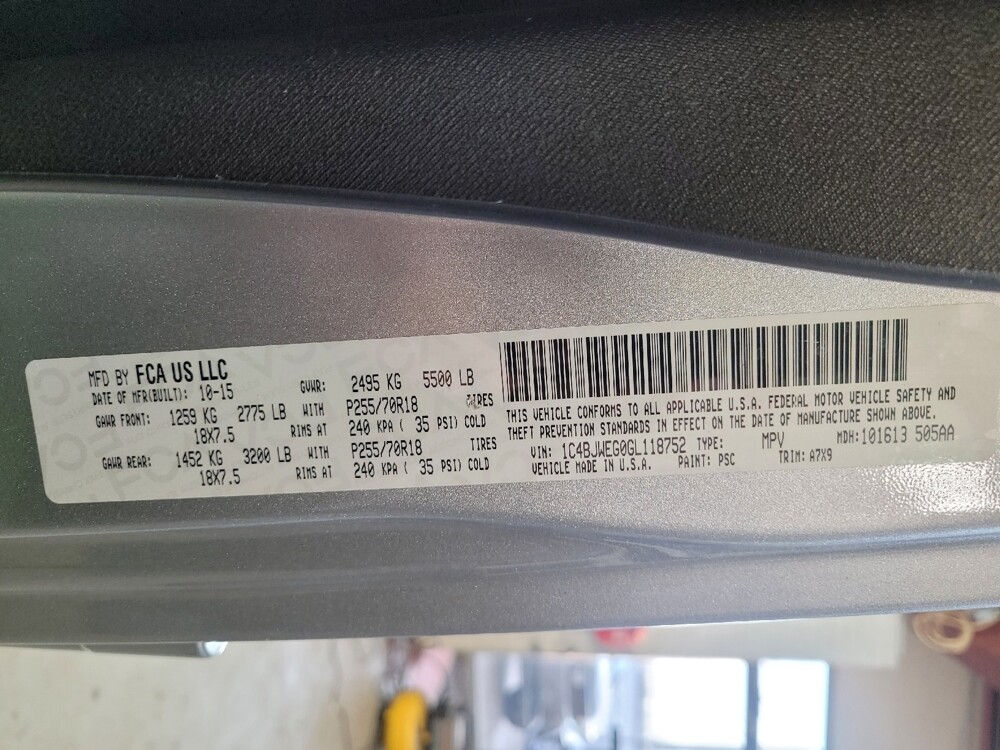 MFD BY FCA US LLC
DATE OF MFR(BUILT): 10-15 GVWR: 2495 KG 5500 LB
GAWR FRONT: 1259 KG 2775 LB WITH P255/70R18 TIRES
18X7.5 RIMS AT 240 KPA ( 35 PSI) COLD
GAWR REAR: 1452 KG 3200 LB WITH P255/70R18 TIRES
18X7.5 RIMS AT 240 KPA ( 35 PSI) COLD
THIS VEHICLE CONFORMS TO ALL APPLICABLE U.S.A. FEDERAL MOTOR VEHICLE SAFETY AND
THEFT PREVENTION STANDARDS IN EFFECT ON THE DATE OF MANUFACTURE SHOWN ABOVE.
VIN: 1C4BJWEG0GL118752 TYPE: MPV MDH: 101613 505AA
VEHICLE MADE IN U.S.A. PAINT: PSC TRIM: A7X9